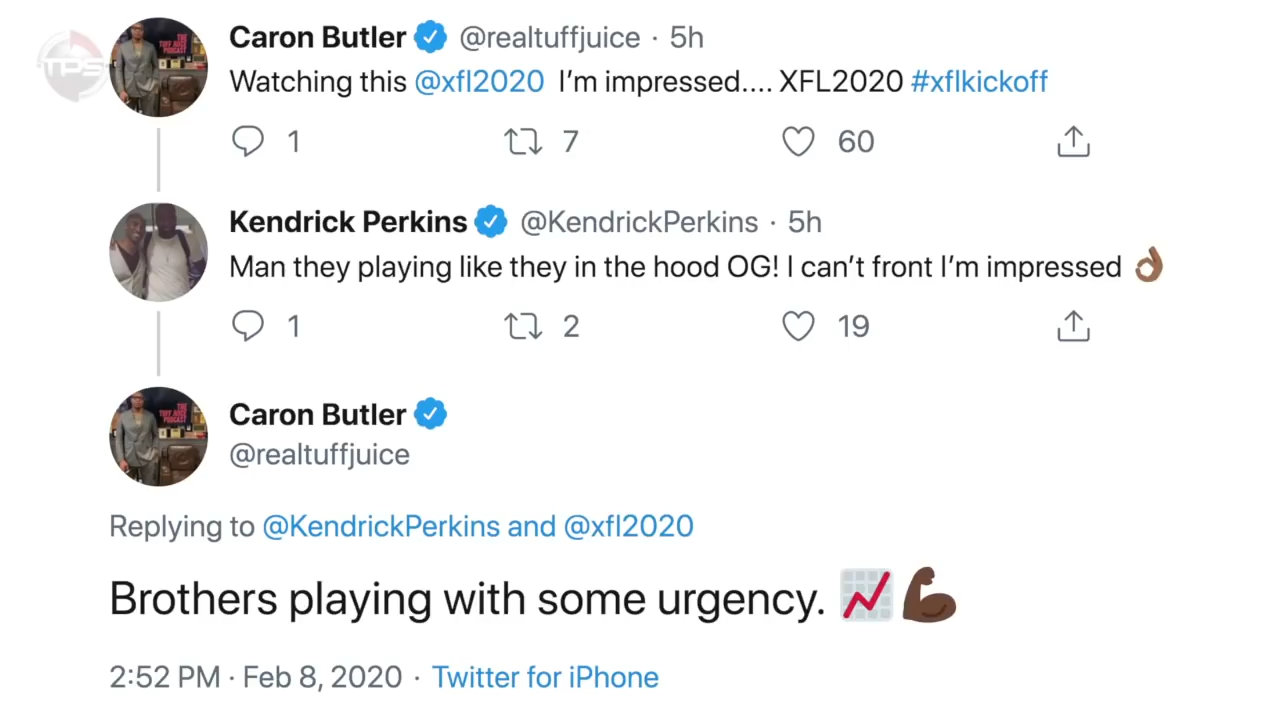 TPS
Caron Butler @realtuffjuice · 5h
Watching this @xfl2020 I’m impressed.... XFL2020 #xflkickoff
1 7 60
Kendrick Perkins @KendrickPerkins · 5h
Man they playing like they in the hood OG! I can’t front I’m impressed 👌🏾
1 2 19
Caron Butler
@realtuffjuice
Replying to @KendrickPerkins and @xfl2020
Brothers playing with some urgency. 📈💪🏿
2:52 PM · Feb 8, 2020 · Twitter for iPhone